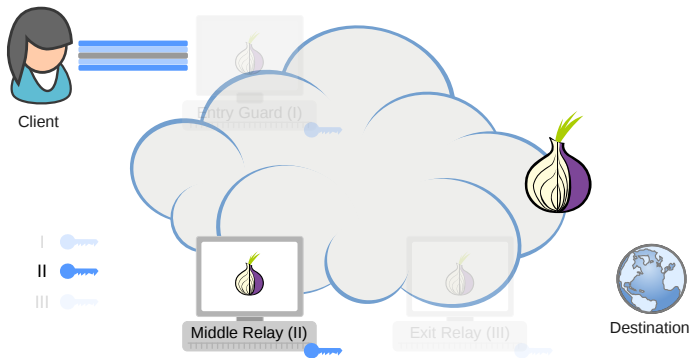 Client
Entry Guard (I)
I
II
III
Middle Relay (II)
Exit Relay (III)
Destination